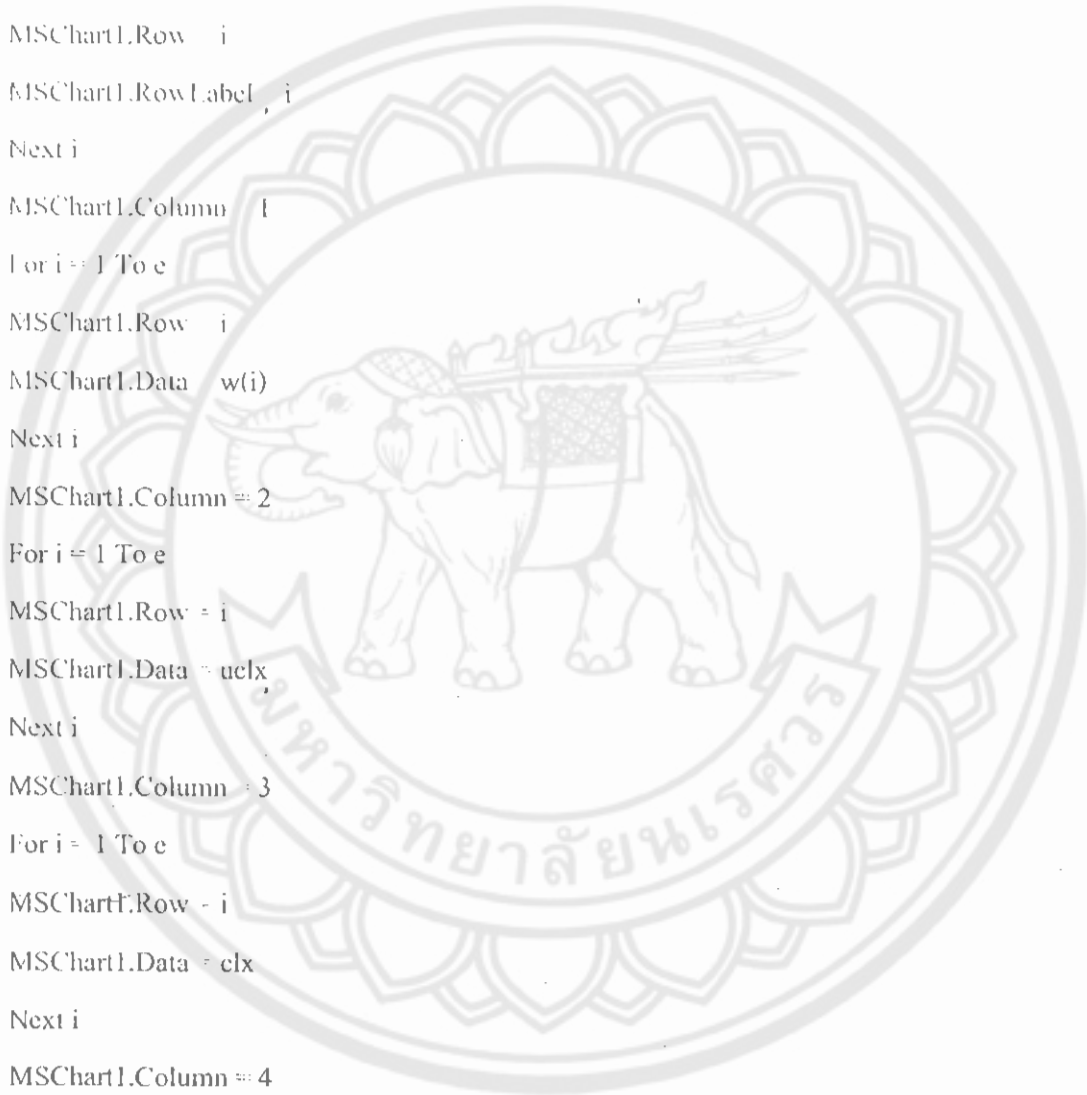 MSChart1.Row i
MSChart1.RowLabel i
Next i
MSChart1.Column 1
For i = 1 To e
MSChart1.Row i
MSChart1.Data w(i)
Next i
MSChart1.Column = 2
For i = 1 To e
MSChart1.Row = i
MSChart1.Data = uclx
Next i
MSChart1.Column = 3
For i = 1 To e
MSChart1.Row = i
MSChart1.Data = clx
Next i
MSChart1.Column = 4
มหาวิทยาลัยนเรศวร